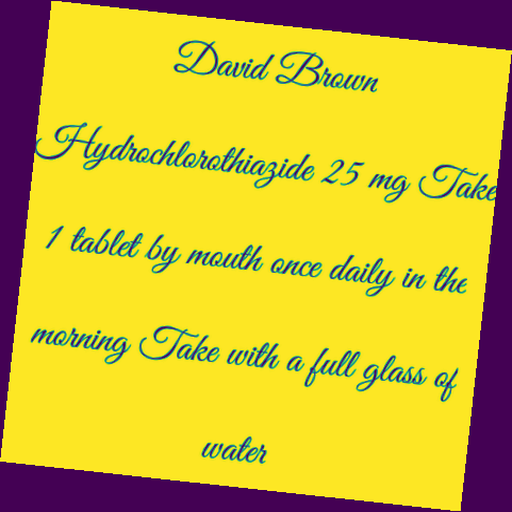 David Brown
Hydrochlorothiazide 25 mg Take
1 tablet by mouth once daily in the
morning Take with a full glass of
water